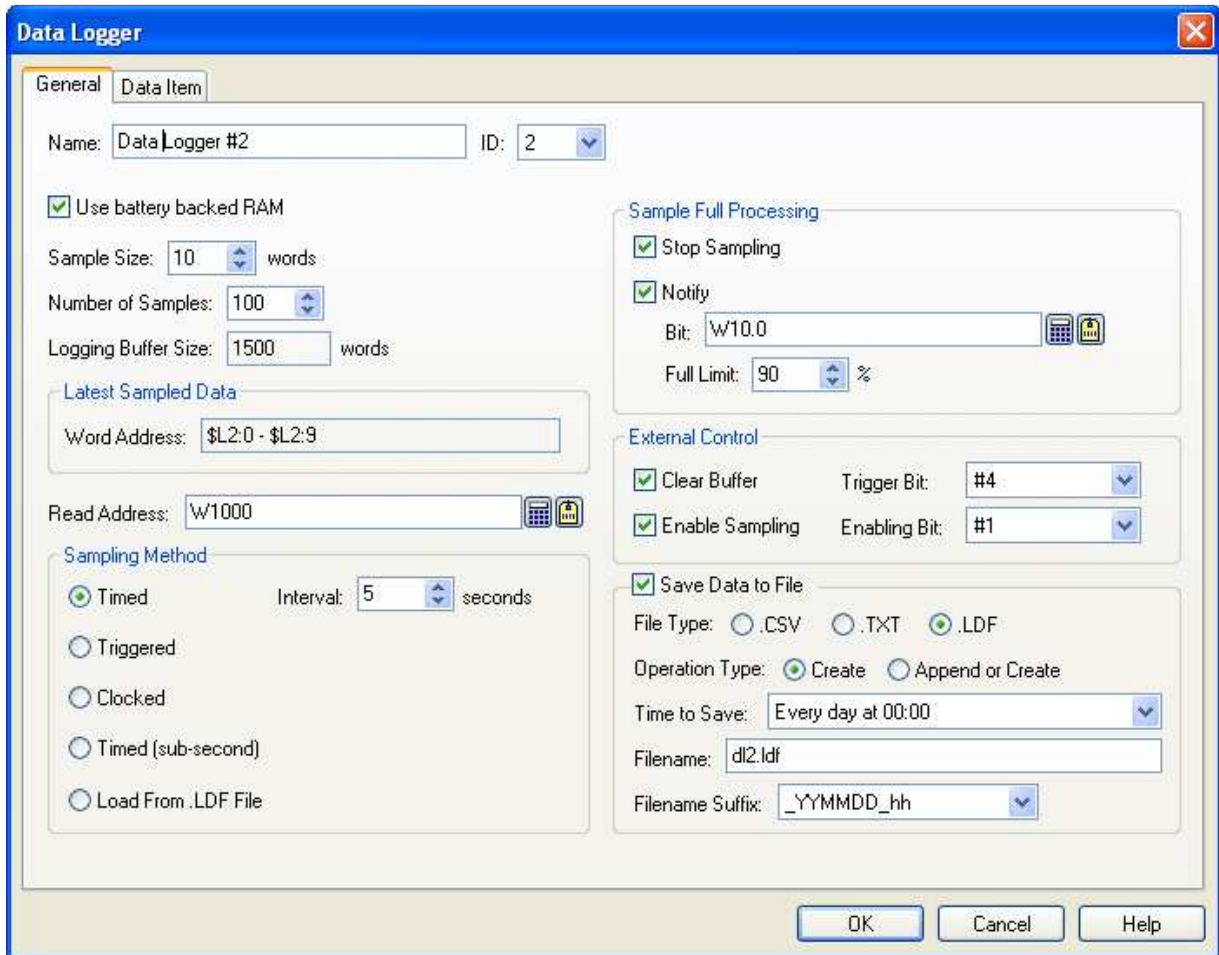 Data Logger
General
Data Item
Name: Data Logger #2 ID: 2
Use battery backed RAM
Sample Size: 10 words
Number of Samples: 100
Logging Buffer Size: 1500 words
Latest Sampled Data
Word Address: $L2:0 - $L2:9
Read Address: W1000
Sampling Method
Timed Interval: 5 seconds
Triggered
Clocked
Timed (sub-second)
Load From .LDF File
Sample Full Processing
Stop Sampling
Notify
Bit: W10.0
Full Limit: 90 %
External Control
Clear Buffer Trigger Bit: #4
Enable Sampling Enabling Bit: #1
Save Data to File
File Type: .CSV .TXT .LDF
Operation Type: Create Append or Create
Time to Save: Every day at 00:00
Filename: dl2.ldf
Filename Suffix: _YYMMDD_hh
OK Cancel Help